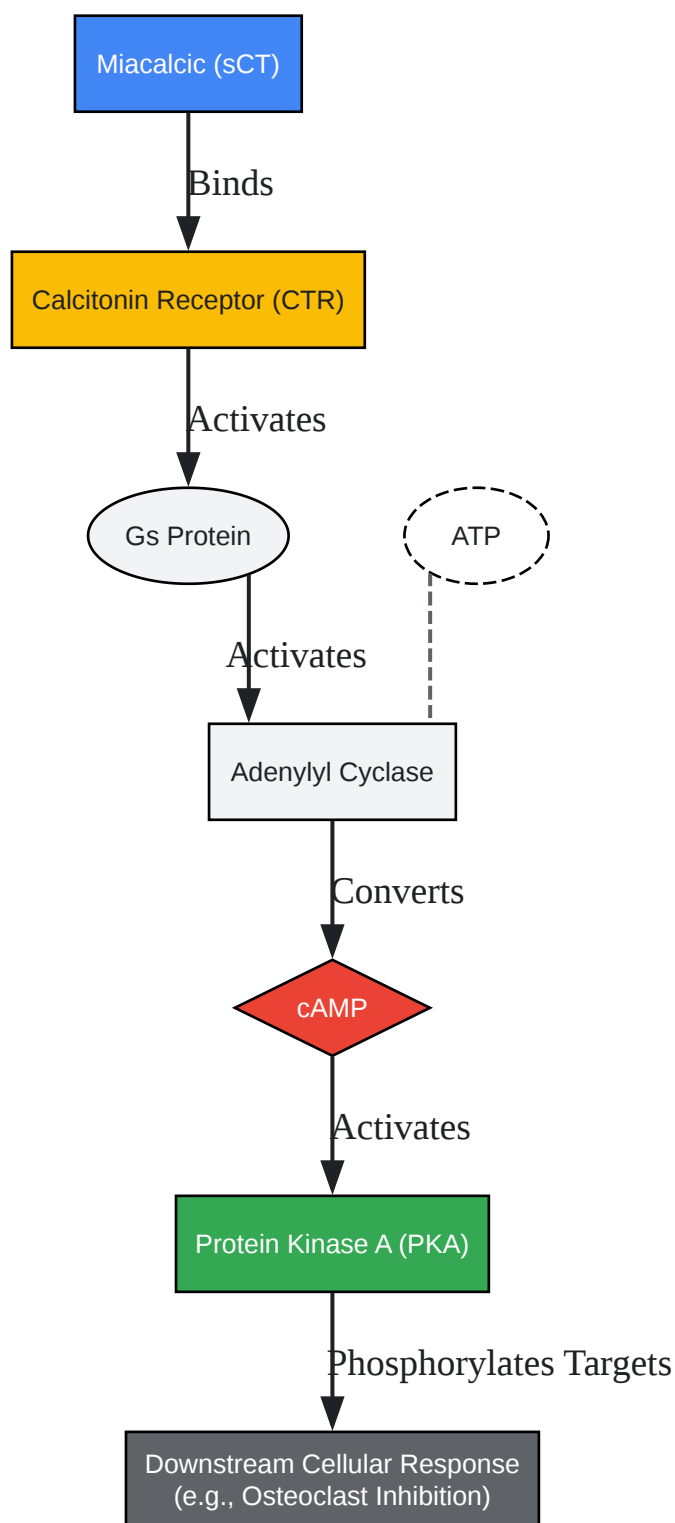 Miacalcic (sCT)
Binds
Calcitonin Receptor (CTR)
Activates
Gs Protein
ATP
Activates
Adenylyl Cyclase
Converts
cAMP
Activates
Protein Kinase A (PKA)
Phosphorylates Targets
Downstream Cellular Response
(e.g., Osteoclast Inhibition)